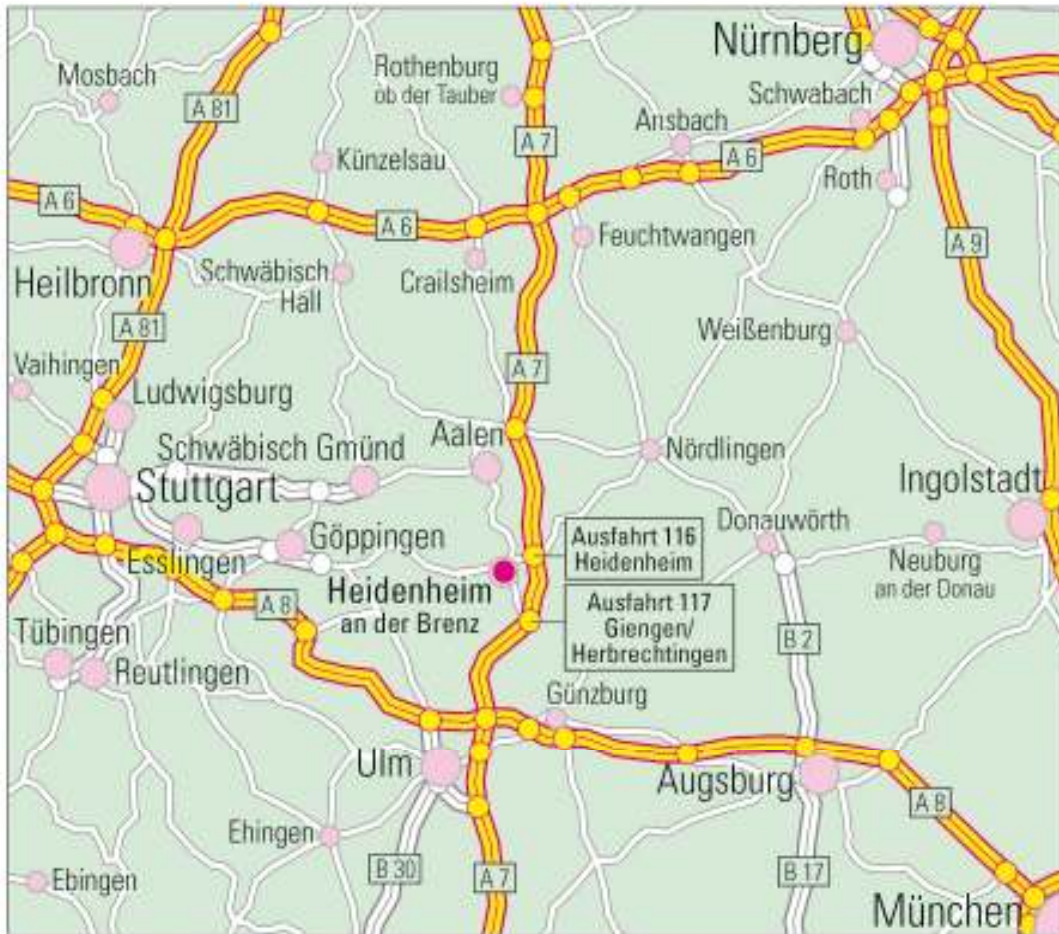 Nürnberg
Mosbach
Rothenburg
ob der Tauber
A 81
Schwabach
A 7
Ansbach
Künzelsau
A 6
Roth
A 6
A 6
Feuchtwangen
A 9
Heilbronn
Schwäbisch
Hall
Crailsheim
A 81
Weißenburg
Vaihingen
A 7
Ludwigsburg
Aalen
Schwäbisch Gmünd
Nördlingen
Stuttgart
Ingolstadt
Donauwörth
Göppingen
Ausfahrt 116
Heidenheim
Esslingen
Neuburg
an der Donau
Heidenheim
an der Brenz
A 8
Ausfahrt 117
Giengen/
Herbrechtingen
Tübingen
B 2
Reutlingen
Günzburg
Ulm
Augsburg
A 8
Ehingen
B 30
A 7
B 17
Ebingen
München